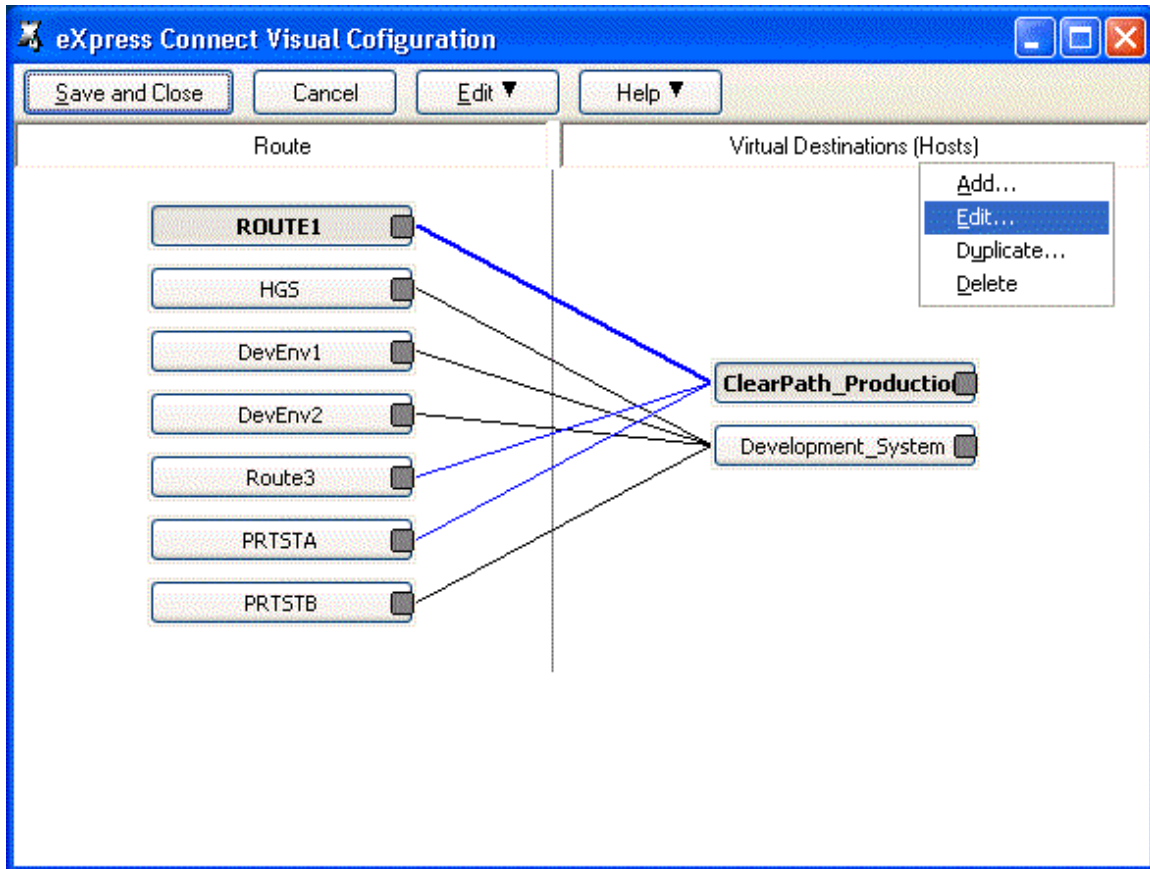 eXpress Connect Visual Cofiguration
Save and Close Cancel Edit ▼ Help ▼
Route Virtual Destinations (Hosts)
Add...
Edit...
Duplicate...
Delete
ROUTE1
HGS
DevEnv1
DevEnv2
Route3
PRTSTA
PRTSTB
ClearPath_Production
Development_System